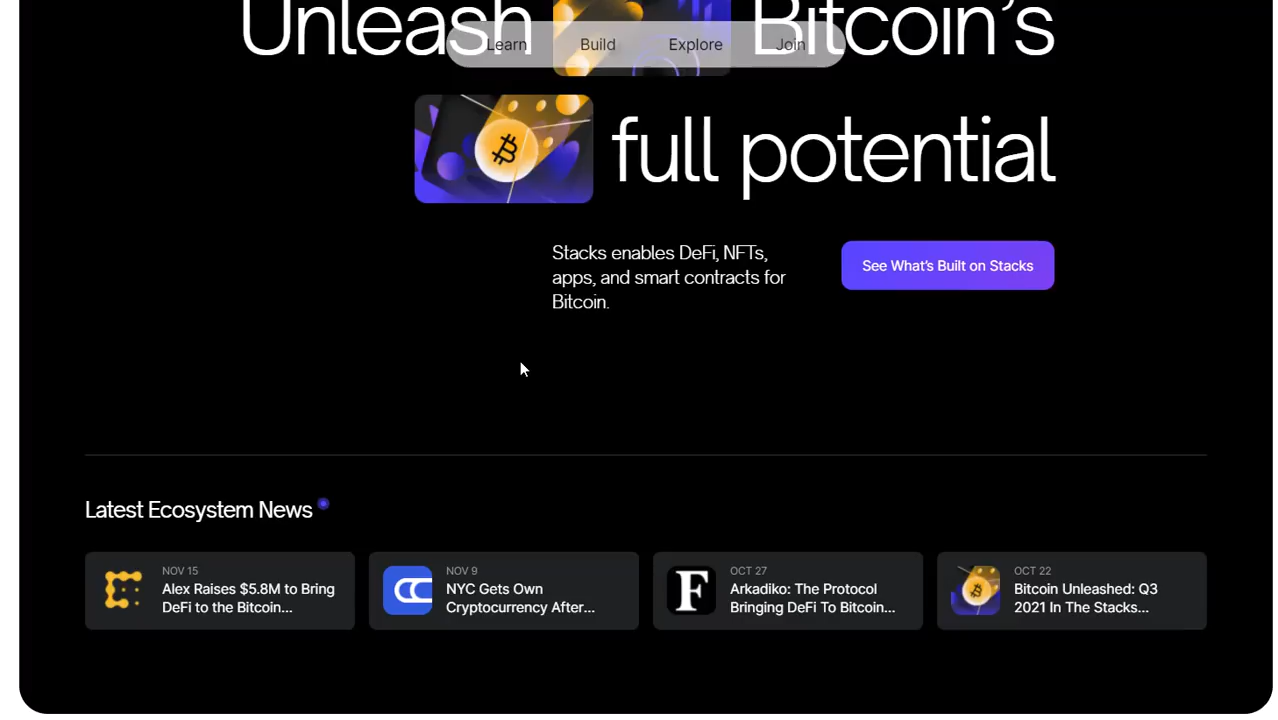 Unleash Bitcoin's
Learn Build Explore Join
full potential
Stacks enables DeFi, NFTs,
apps, and smart contracts for
Bitcoin.
See What's Built on Stacks
Latest Ecosystem News
NOV 15
Alex Raises $5.8M to Bring
DeFi to the Bitcoin...
NOV 9
NYC Gets Own
Cryptocurrency After...
F
OCT 27
Arkadiko: The Protocol
Bringing DeFi To Bitcoin...
OCT 22
Bitcoin Unleashed: Q3
2021 In The Stacks...